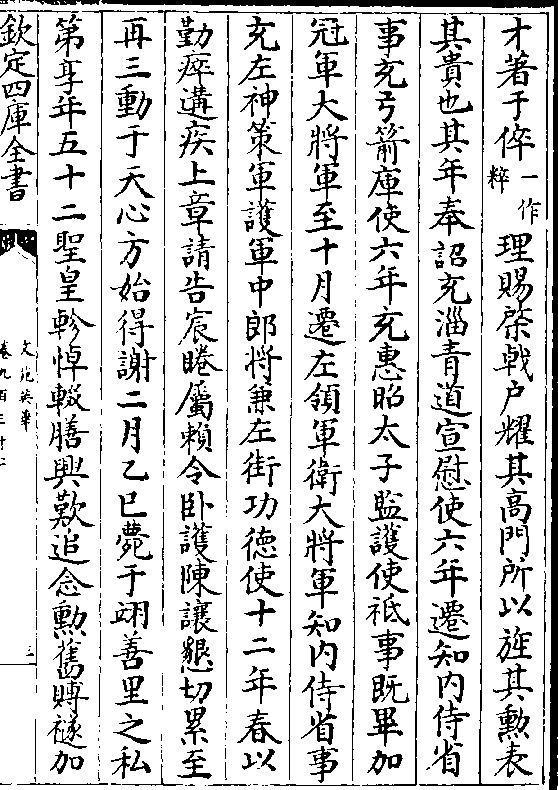 才著于倅一作粹理賜棨戟户耀其高門所以旌其勲表
其貴也其年奉詔充淄青道宣慰使六年遷知内侍省
事充弓箭庫使六年充惠昭太子監護使祗事既畢加
冠軍大將軍至十月遷左領軍衛大將軍知内侍省事
充左神策軍護軍中郎將兼左街功徳使十二年春以
勤瘁遘疾上章請告宸睠屬賴令卧護陳讓懇切累至
再三動于天心方始得謝二月乙巳薨于翊善里之私
第享年五十二聖皇軫悼輟膳興歎追念勲舊賻禭加
欽定四庫全書
文苑英華
卷九百三十二
三